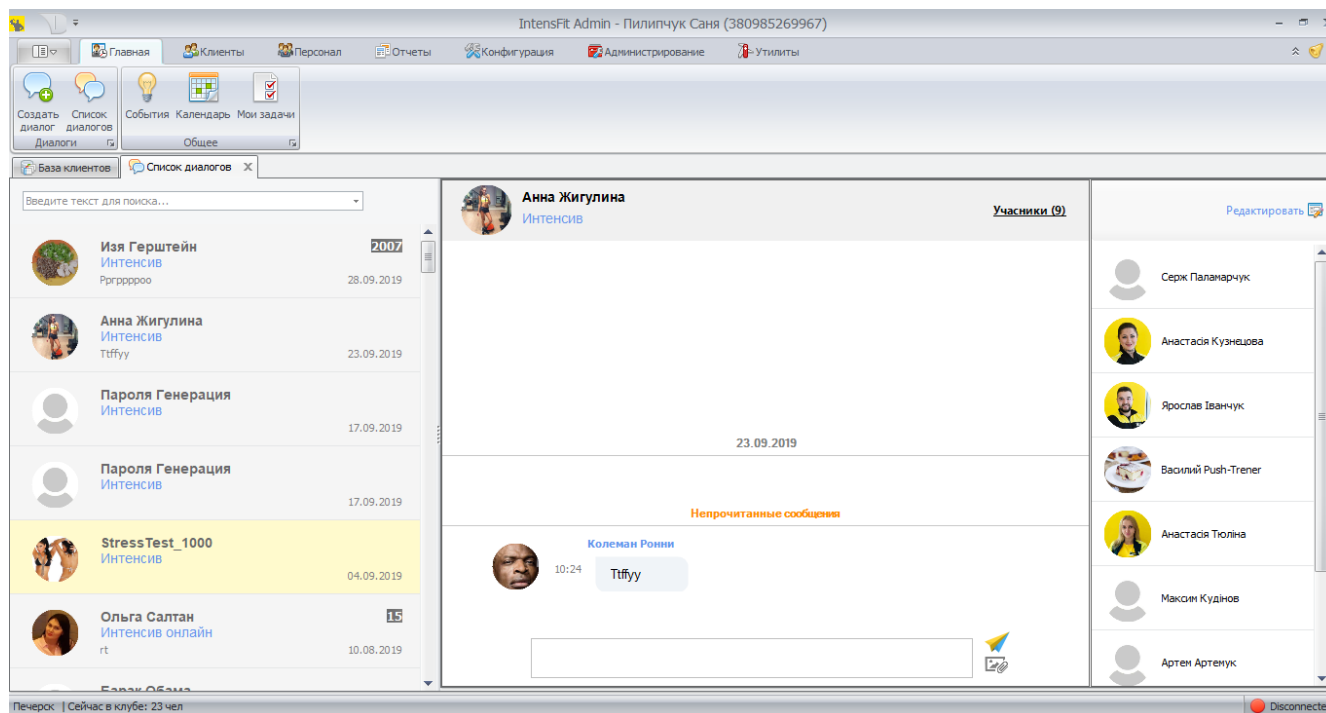 IntensFit Admin - Пилипчук Саня (380985269967)
Главная Клиенты Персонал Отчеты Конфигурация Администрирование Утилиты
Создать диалог
Список диалогов
События Календарь Мои задачи
Диалоги Общее
База клиентов Список диалогов
Введите текст для поиска...
Изя Герштейн 2007
Интенсив
Pprppppoo 28.09.2019
Анна Жигулина
Интенсив
Ttffyy 23.09.2019
Пароля Генерация
Интенсив
17.09.2019
Пароля Генерация
Интенсив
17.09.2019
StressTest_1000
Интенсив
04.09.2019
Ольга Салтан 15
Интенсив онлайн
rt 10.08.2019
Барак Обама
Анна Жигулина
Интенсив
Учасники (9)
23.09.2019
Непрочитанные сообщения
Колеман Ронни
10:24 Ttffyy
Редактировать
Серж Паламарчук
Анастасія Кузнецова
Ярослав Іванчук
Василий Push-Trener
Анастасія Тюліна
Максим Кудінов
Артем Артемук
Печерск | Сейчас в клубе: 23 чел
Disconnecte